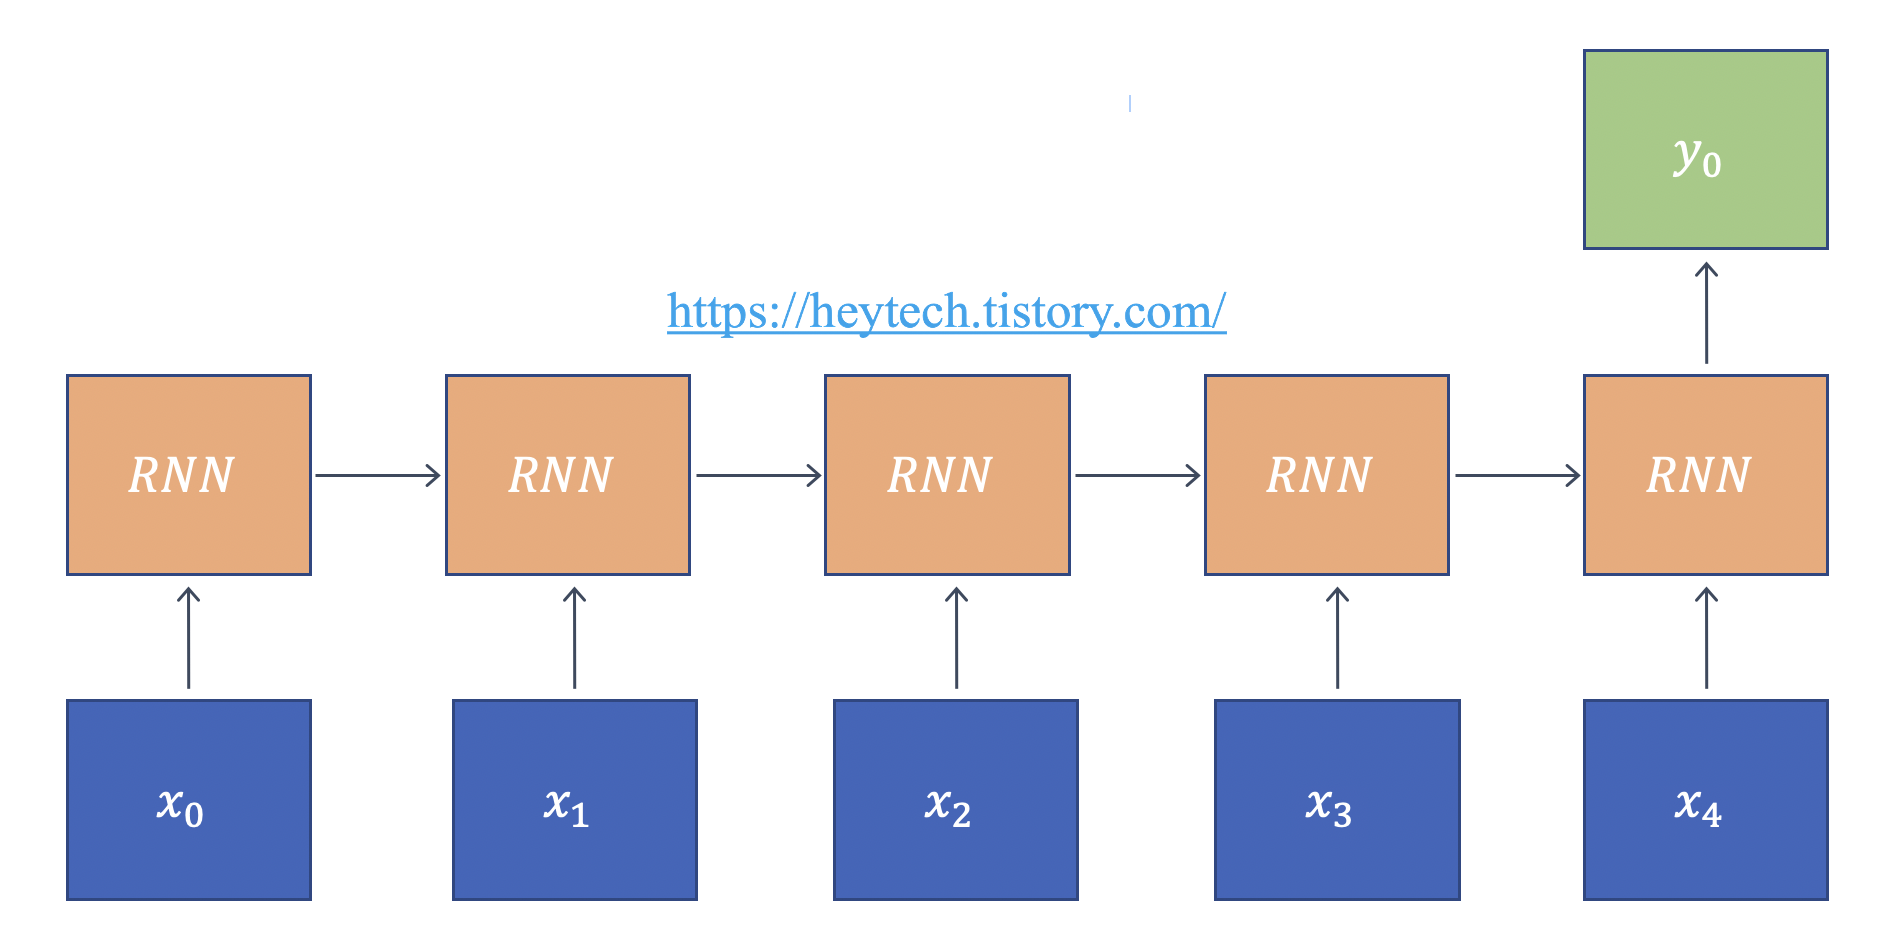 y₀
https://heytech.tistory.com/
RNN RNN RNN RNN RNN
x₀ x₁ x₂ x₃ x₄